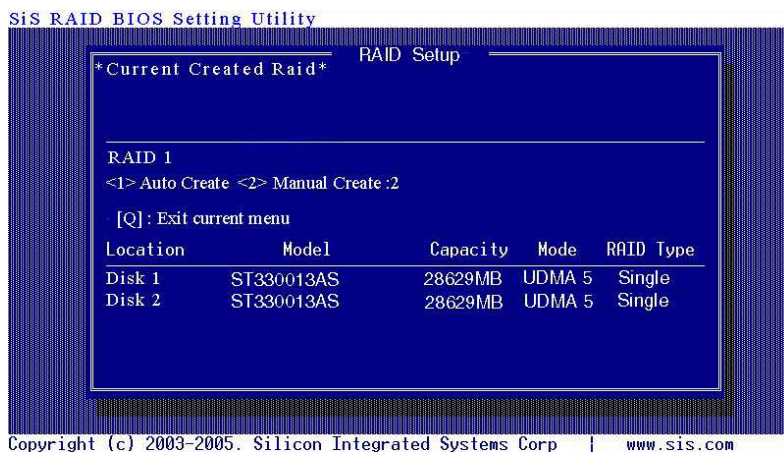 SiS RAID BIOS Setting Utility
RAID Setup
*Current Created Raid*
RAID 1
<1> Auto Create <2> Manual Create :2
[Q] : Exit current menu
Location Model Capacity Mode RAID Type
Disk 1 ST330013AS 28629MB UDMA 5 Single
Disk 2 ST330013AS 28629MB UDMA 5 Single
Copyright (c) 2003-2005. Silicon Integrated Systems Corp | www.sis.com